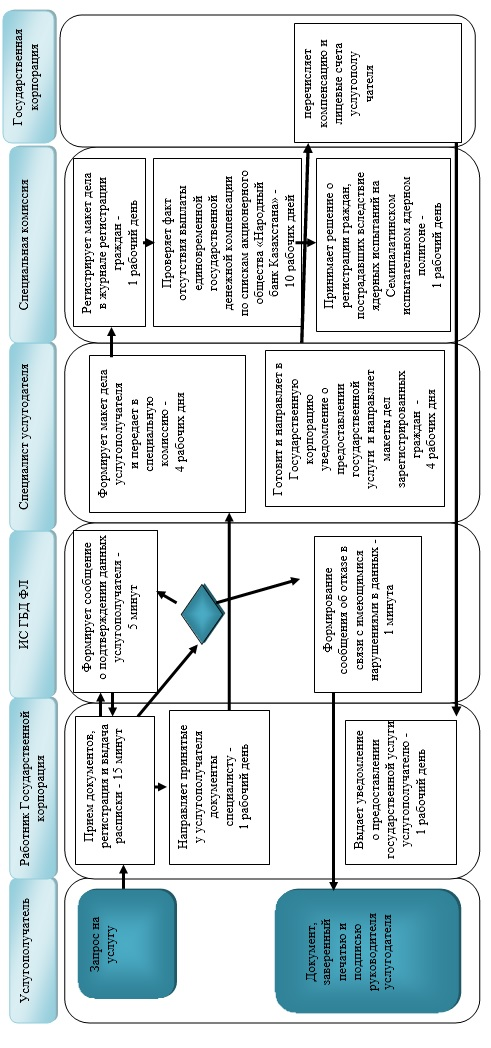 Услугополучатель
Работник Государственной
корпорация
ИС ГБД ФЛ
Специалист услугодателя
Специальная комиссия
Государственная
корпорация
Запрос на
услугу
Документ,
заверенный
печатью и
подписью
руководителя
услугодателя
Прием документов,
регистрация и выдача
расписки - 15 минут
Направляет принятые
у услугополучателя
документы
специалисту -
1 рабочий день
Выдает уведомление
о предоставлении
государственной услуги
услугополучателю -
1 рабочий день
Формирует сообщение
о подтверждении данных
услугополучателя -
5 минут
Формирование
сообщения об отказе в
связи с имеющимися
нарушениями в данных -
1 минута
Формирует макет дела
услугополучателя
и передает в
специальную
комиссию -
4 рабочих дня
Готовит и направляет в
Государственную
корпорацию
уведомление о
предоставлении
государственной
услуги и направляет
макеты дел
зарегистрированных
граждан -
4 рабочих дня
Регистрирует макет дела
в журнале регистрации
граждан -
1 рабочий день
Проверяет факт
отсутствия выплаты
единовременной
государственной
денежной компенсации
по спискам акционерного
общества «Народный
банк Казахстана» -
10 рабочих дней
Принимает решение о
регистрации граждан,
пострадавших вследствие
ядерных испытаний на
Семипалатинском
испытательном ядерном
полигоне -
1 рабочий день
перечисляет
компенсацию и
лицевые счета
услугополу
чателя